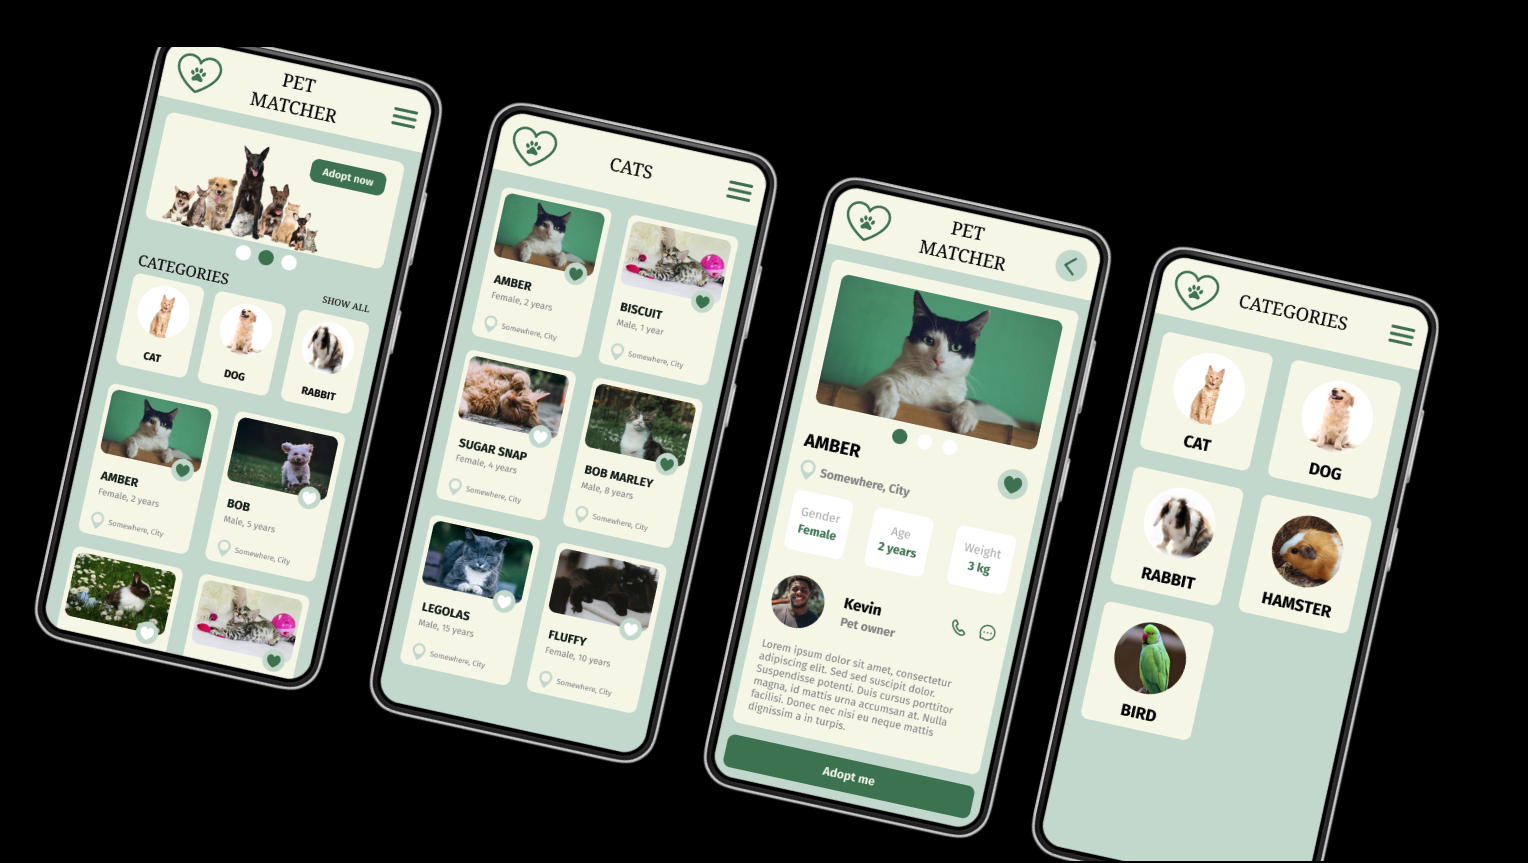 PET
MATCHER
Adopt now
CATEGORIES
SHOW ALL
CAT
DOG
RABBIT
AMBER
Female, 2 years
Somewhere, City
BOB
Male, 5 years
Somewhere, City
CATS
AMBER
Female, 2 years
Somewhere, City
BISCUIT
Male, 1 year
Somewhere, City
SUGAR SNAP
Female, 4 years
Somewhere, City
BOB MARLEY
Male, 8 years
Somewhere, City
LEGOLAS
Male, 15 years
Somewhere, City
FLUFFY
Female, 10 years
Somewhere, City
PET
MATCHER
AMBER
Somewhere, City
Gender
Female
Age
2 years
Weight
3 kg
Kevin
Pet owner
Lorem ipsum dolor sit amet, consectetur
adipiscing elit. Sed sed suscipit dolor.
Suspendisse potenti. Duis cursus porttitor
magna, id mattis urna accumsan at. Nulla
facilisi. Donec nec nisi eu neque mattis
dignissim a in turpis.
Adopt me
CATEGORIES
CAT
DOG
RABBIT
HAMSTER
BIRD